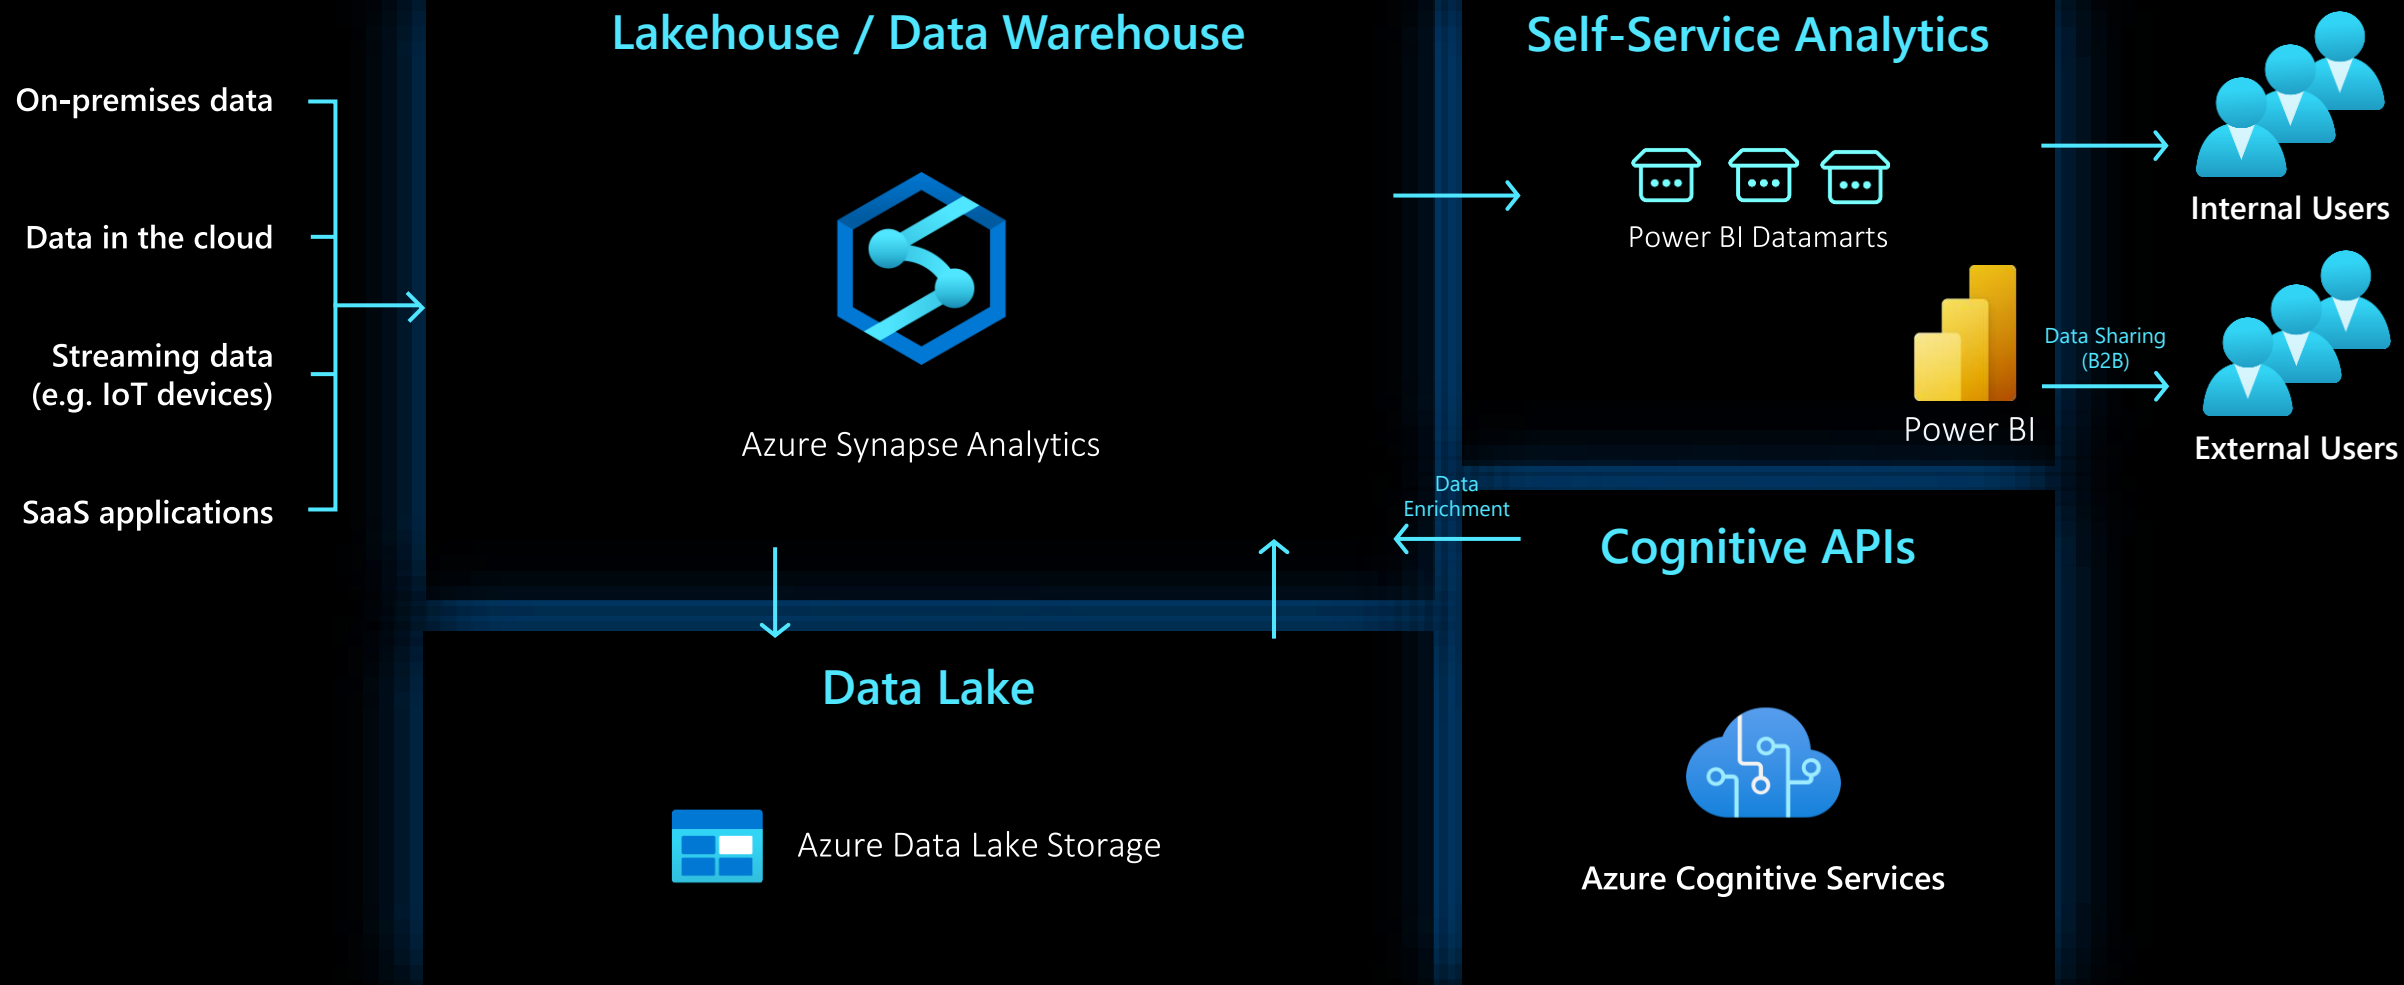 Lakehouse / Data Warehouse
Self-Service Analytics
On-premises data
Data in the cloud
Streaming data
(e.g. IoT devices)
SaaS applications
Azure Synapse Analytics
Power BI Datamarts
Power BI
Internal Users
Data Sharing
(B2B)
External Users
Data
Enrichment
Cognitive APIs
Azure Cognitive Services
Data Lake
Azure Data Lake Storage